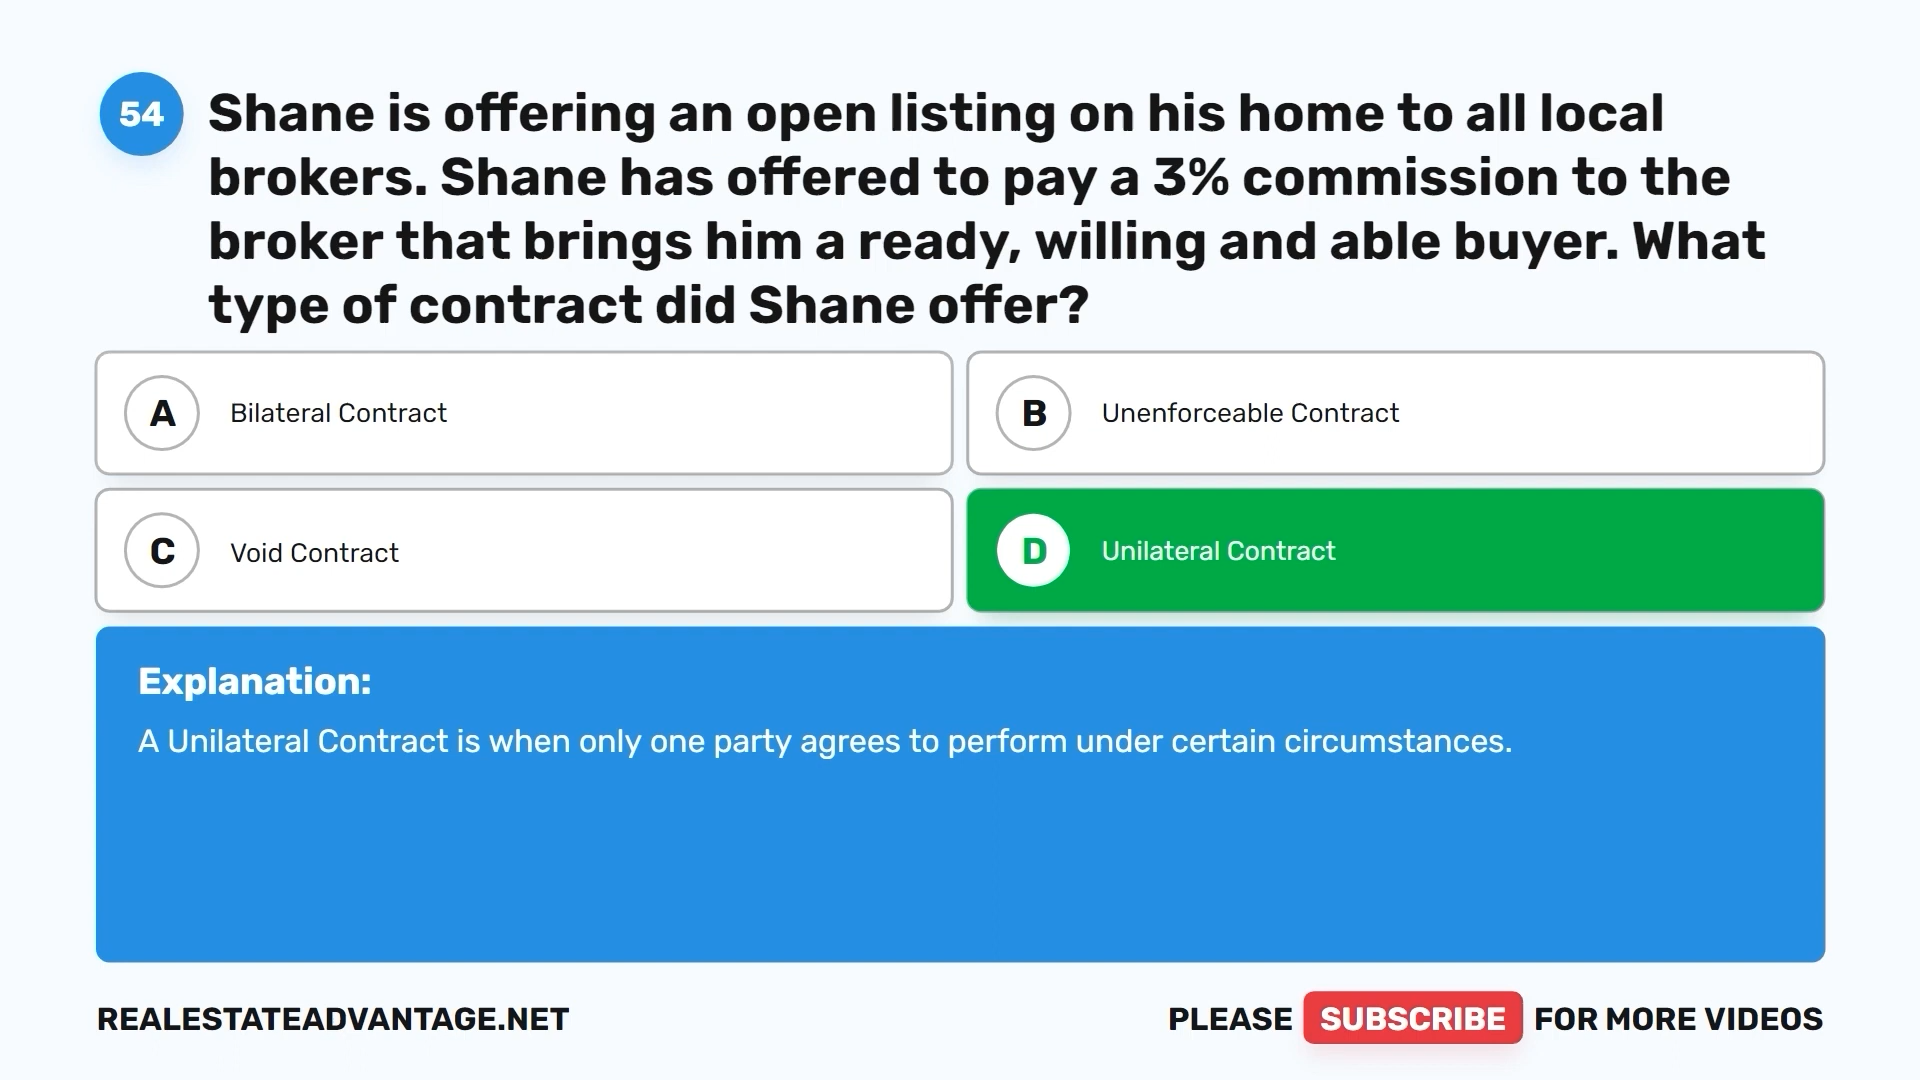 54
Shane is offering an open listing on his home to all local
brokers. Shane has offered to pay a 3% commission to the
broker that brings him a ready, willing and able buyer. What
type of contract did Shane offer?
A Bilateral Contract
B Unenforceable Contract
C Void Contract
D Unilateral Contract
Explanation:
A Unilateral Contract is when only one party agrees to perform under certain circumstances.
REALESTATEADVANTAGE.NET
PLEASE SUBSCRIBE FOR MORE VIDEOS